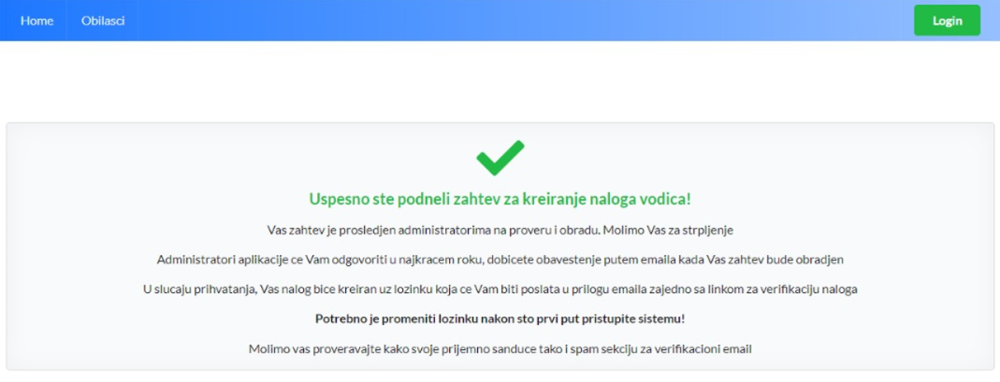 Home Obilasci Login
Uspesno ste podneli zahtev za kreiranje naloga vodica!
Vas zahtev je prosledjen administratorima na proveru i obradu. Molimo Vas za strpljenje
Administratori aplikacije ce Vam odgovoriti u najkracem roku, dobicete obavestenje putem emaila kada Vas zahtev bude obradjen
U slucaju prihvatanja, Vas nalog bice kreiran uz lozinku koja ce Vam biti poslata u prilogu emaila zajedno sa linkom za verifikaciju naloga
Potrebno je promeniti lozinku nakon sto prvi put pristupite sistemu!
Molimo vas proveravajte kako svoje prijemno sanduce tako i spam sekciju za verifikacioni email